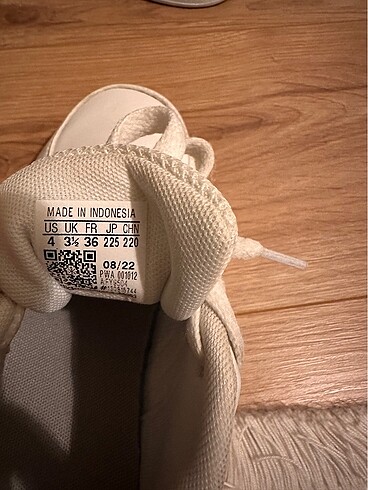 MADE IN INDONESIA
US UK FR JP CHN
4 3½ 36 225 220
08/22
PWA 001012